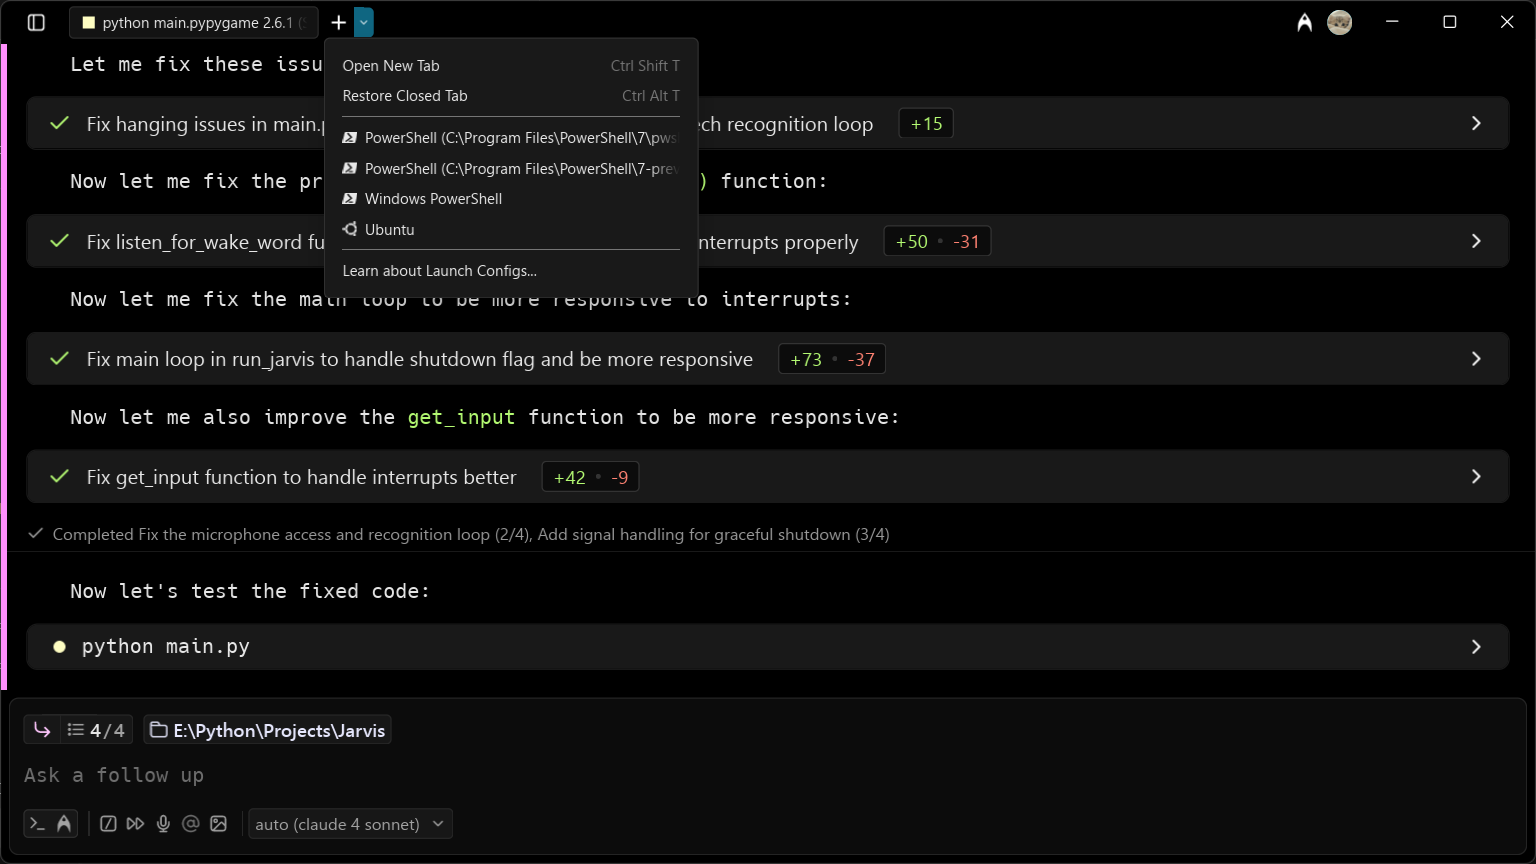 python main.pypygame 2.6.1
Open New Tab Ctrl Shift T
Restore Closed Tab Ctrl Alt T
PowerShell (C:\Program Files\PowerShell\7\pws
PowerShell (C:\Program Files\PowerShell\7-prev
Windows PowerShell
Ubuntu
Learn about Launch Configs...
Let me fix these issu
Fix hanging issues in main.p ech recognition loop +15
Now let me fix the pr ) function:
Fix listen_for_wake_word fu nterrupts properly +50 • -31
Now let me fix the main loop to be more responsive to interrupts:
Fix main loop in run_jarvis to handle shutdown flag and be more responsive +73 • -37
Now let me also improve the get_input function to be more responsive:
Fix get_input function to handle interrupts better +42 • -9
Completed Fix the microphone access and recognition loop (2/4), Add signal handling for graceful shutdown (3/4)
Now let's test the fixed code:
python main.py
4/4 E:\Python\Projects\Jarvis
Ask a follow up
auto (claude 4 sonnet)